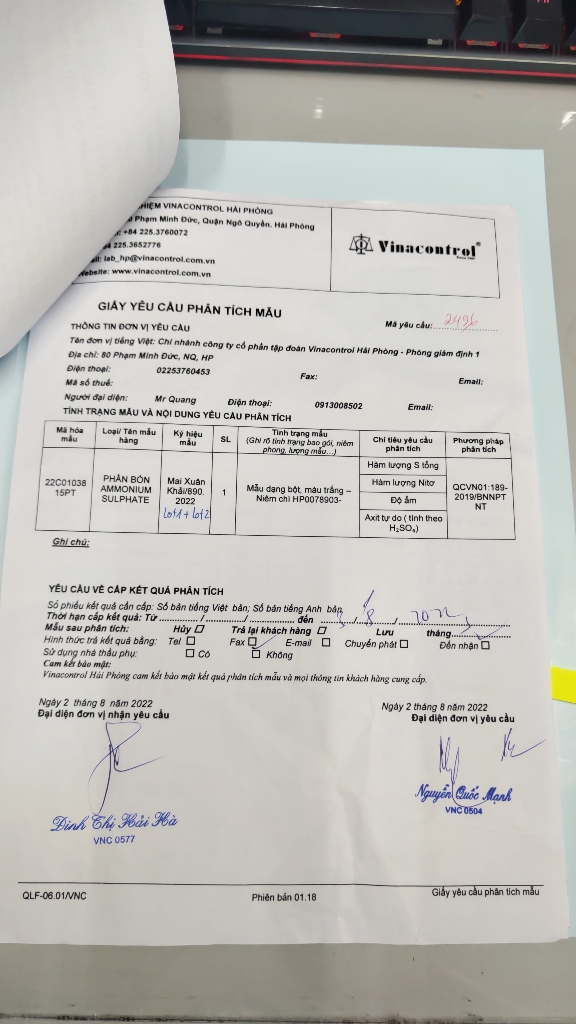 HIỆM VINACONTROL HẢI PHÒNG
Phạm Minh Đức, Quận Ngô Quyền. Hải Phòng
+84 225.3760072
225.3652776
lab_hp@vinacontrol.com.vn
Website: www.vinacontrol.com.vn
Vinacontrol®
GIẤY YÊU CẦU PHÂN TÍCH MẪU
Mã yêu cầu: 2491
THÔNG TIN ĐƠN VỊ YÊU CẦU
Tên đơn vị tiếng Việt: Chi nhánh công ty cổ phần tập đoàn Vinacontrol Hải Phòng - Phòng giám định 1
Địa chỉ: 80 Phạm Minh Đức, NQ, HP
Điện thoại: 02253760453 Fax: Email:
Mã số thuế:
Người đại diện: Mr Quang Điện thoại: 0913008502 Email:
TÌNH TRẠNG MẪU VÀ NỘI DUNG YÊU CẦU PHÂN TÍCH
Mã hóa mẫu
Loại/ Tên mẫu hàng
Ký hiệu mẫu
SL
Tình trạng mẫu
(Ghi rõ tình trạng bao gói, niêm phong, lượng mẫu...)
Chỉ tiêu yêu cầu phân tích
Phương pháp phân tích
22C01038
15PT
PHÂN BÓN
AMMONIUM
SULPHATE
Mai Xuân
Khải/890.
2022
Lot1 + Lot2
1
Mẫu dạng bột, màu trắng –
Niêm chì HP0078903-
Hàm lượng S tổng
Hàm lượng Nitơ
Độ ẩm
Axit tự do ( tính theo
H₂SO₄)
QCVN01:189-
2019/BNNPT
NT
Ghi chú:
YÊU CẦU VỀ CẤP KẾT QUẢ PHÂN TÍCH
Số phiếu kết quả cần cấp: Số bản tiếng Việt bản; Số bản tiếng Anh bản
Thời hạn cấp kết quả: Từ ............ /............/............... đến ........../ 8 / 2022
Mẫu sau phân tích: Hủy ☐ Trả lại khách hàng ☐ Lưu tháng
Hình thức trả kết quả bằng: Tel ☐ Fax ☐ E-mail ☐ Chuyển phát ☐ Đến nhận ☐
Sử dụng nhà thầu phụ: ☐ Có ☐ Không
Cam kết bảo mật:
Vinacontrol Hải Phòng cam kết bảo mật kết quả phân tích mẫu và mọi thông tin khách hàng cung cấp.
Ngày 2 tháng 8 năm 2022
Đại diện đơn vị nhận yêu cầu
Đinh Thị Hải Hà
VNC 0577
Ngày 2 tháng 8 năm 2022
Đại diện đơn vị yêu cầu
Nguyễn Quốc Mạnh
VNC 0504
QLF-06.01/VNC Phiên bản 01.18 Giấy yêu cầu phân tích mẫu